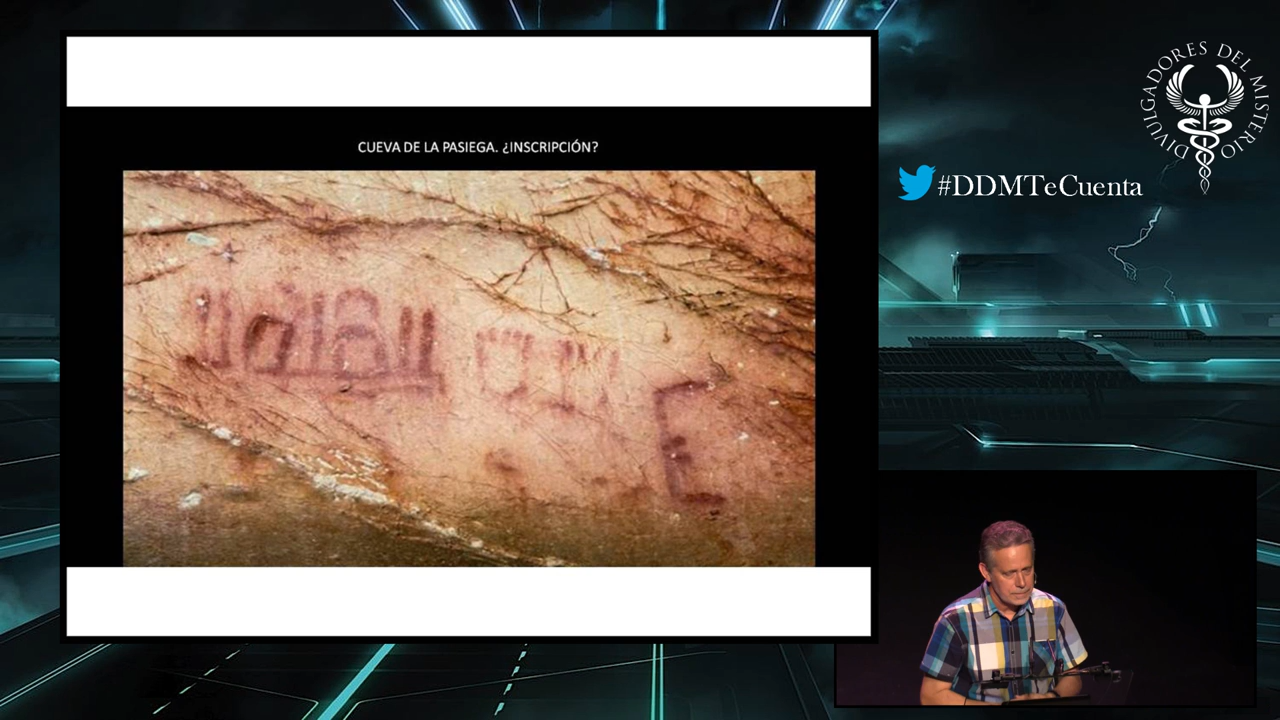 CUEVA DE LA PASIEGA. ¿INSCRIPCIÓN?
#DDMTeCuenta
DIVULGADORES DEL MISTERIO